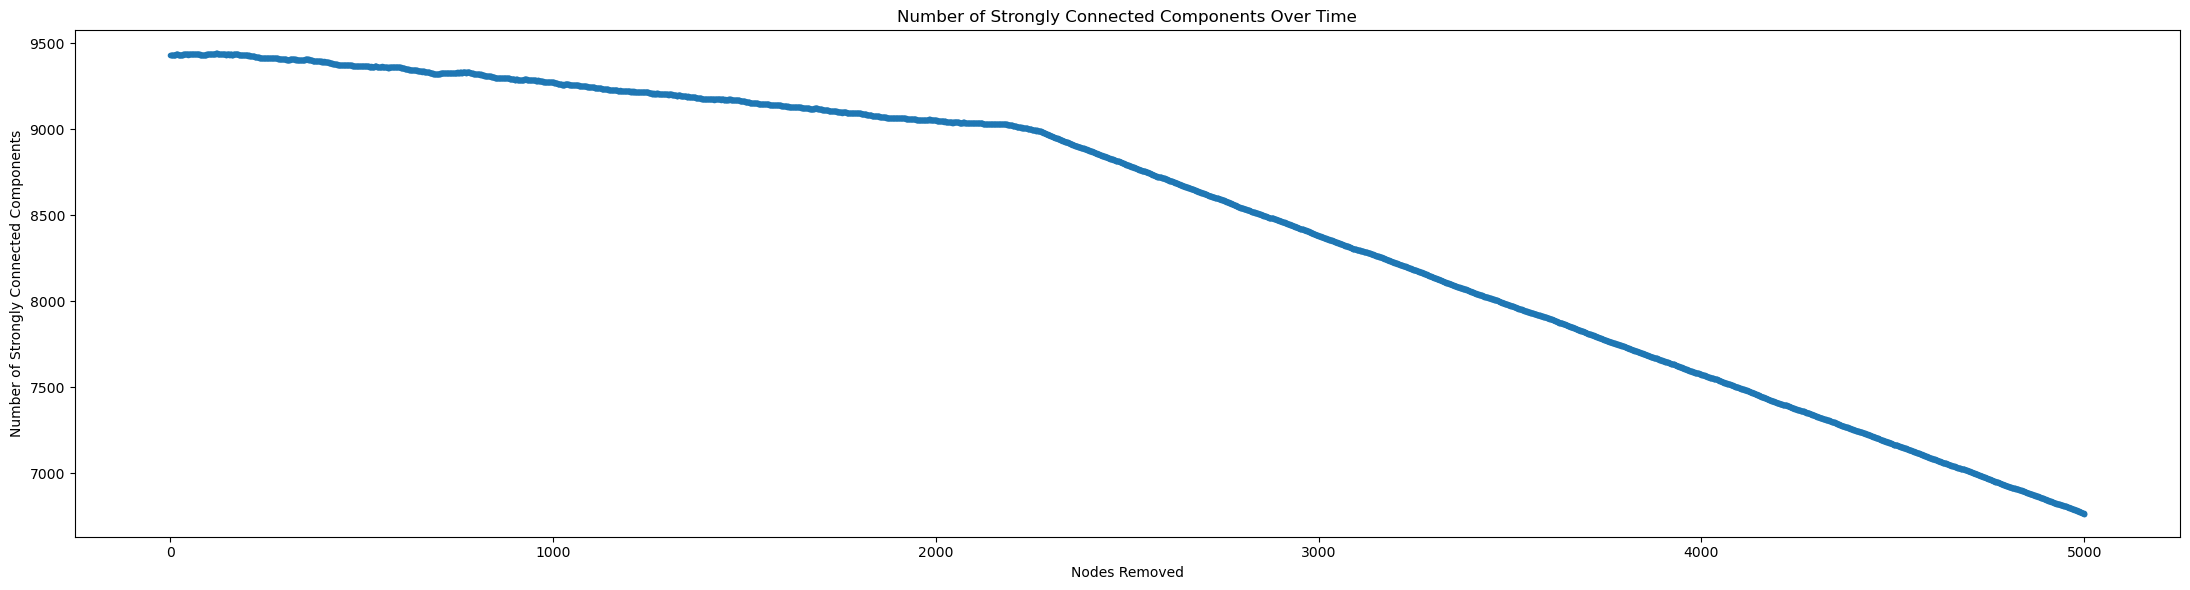 Number of Strongly Connected Components Over Time
Number of Strongly Connected Components
9500
9000
8500
8000
7500
7000
0 1000 2000 3000 4000 5000
Nodes Removed